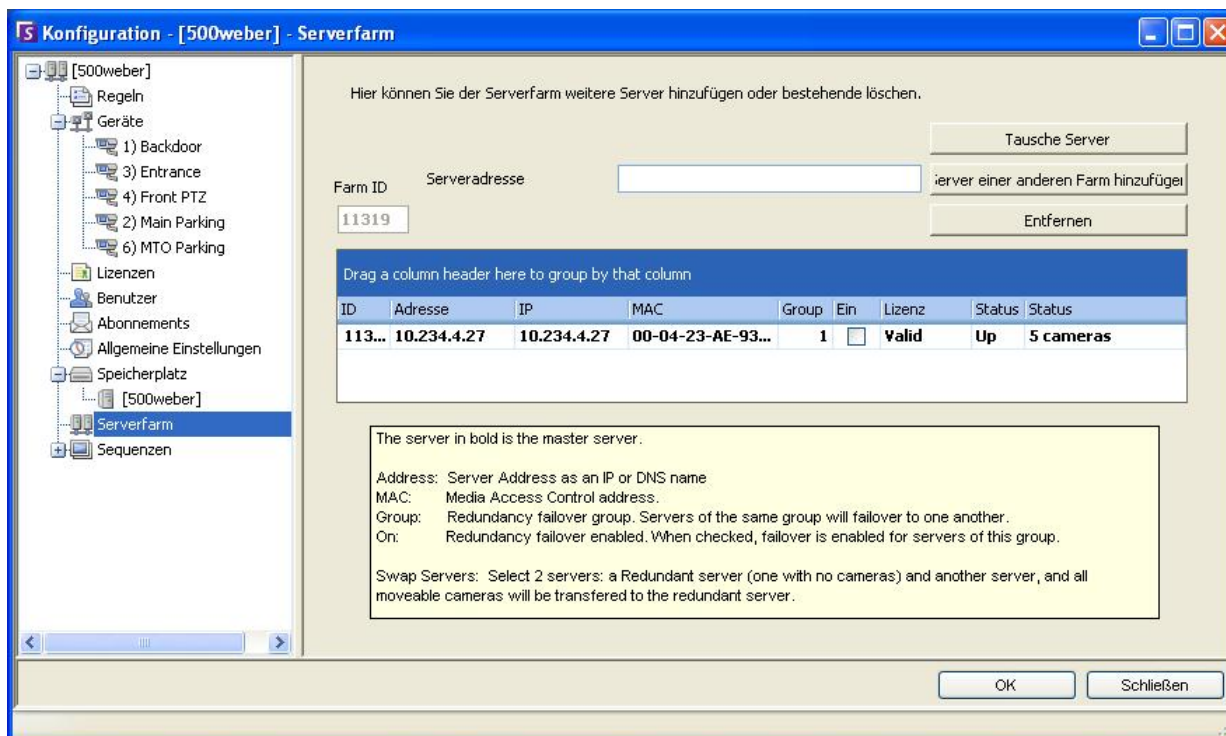 Konfiguration - [500weber] - Serverfarm
[500weber]
Regeln
Geräte
1) Backdoor
3) Entrance
4) Front PTZ
2) Main Parking
6) MTO Parking
Lizenzen
Benutzer
Abonnements
Allgemeine Einstellungen
Speicherplatz
[500weber]
Serverfarm
Sequenzen
Hier können Sie der Serverfarm weitere Server hinzufügen oder bestehende löschen.
Tausche Server
Farm ID Serveradresse
erver einer anderen Farm hinzufügen
11319
Entfernen
Drag a column header here to group by that column
ID Adresse IP MAC Group Ein Lizenz Status Status
113... 10.234.4.27 10.234.4.27 00-04-23-AE-93... 1 Valid Up 5 cameras
The server in bold is the master server.
Address: Server Address as an IP or DNS name
MAC: Media Access Control address.
Group: Redundancy failover group. Servers of the same group will failover to one another.
On: Redundancy failover enabled. When checked, failover is enabled for servers of this group.
Swap Servers: Select 2 servers: a Redundant server (one with no cameras) and another server, and all
moveable cameras will be transfered to the redundant server.
OK Schließen